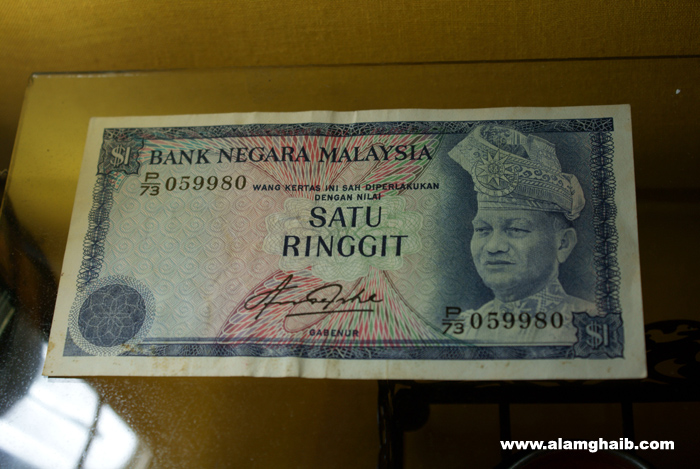 $1
BANK NEGARA MALAYSIA
P/73 059980
WANG KERTAS INI SAH DIPERLAKUKAN
DENGAN NILAI
SATU
RINGGIT
GABENUR
P/73 059980
$1
www.alamghaib.com